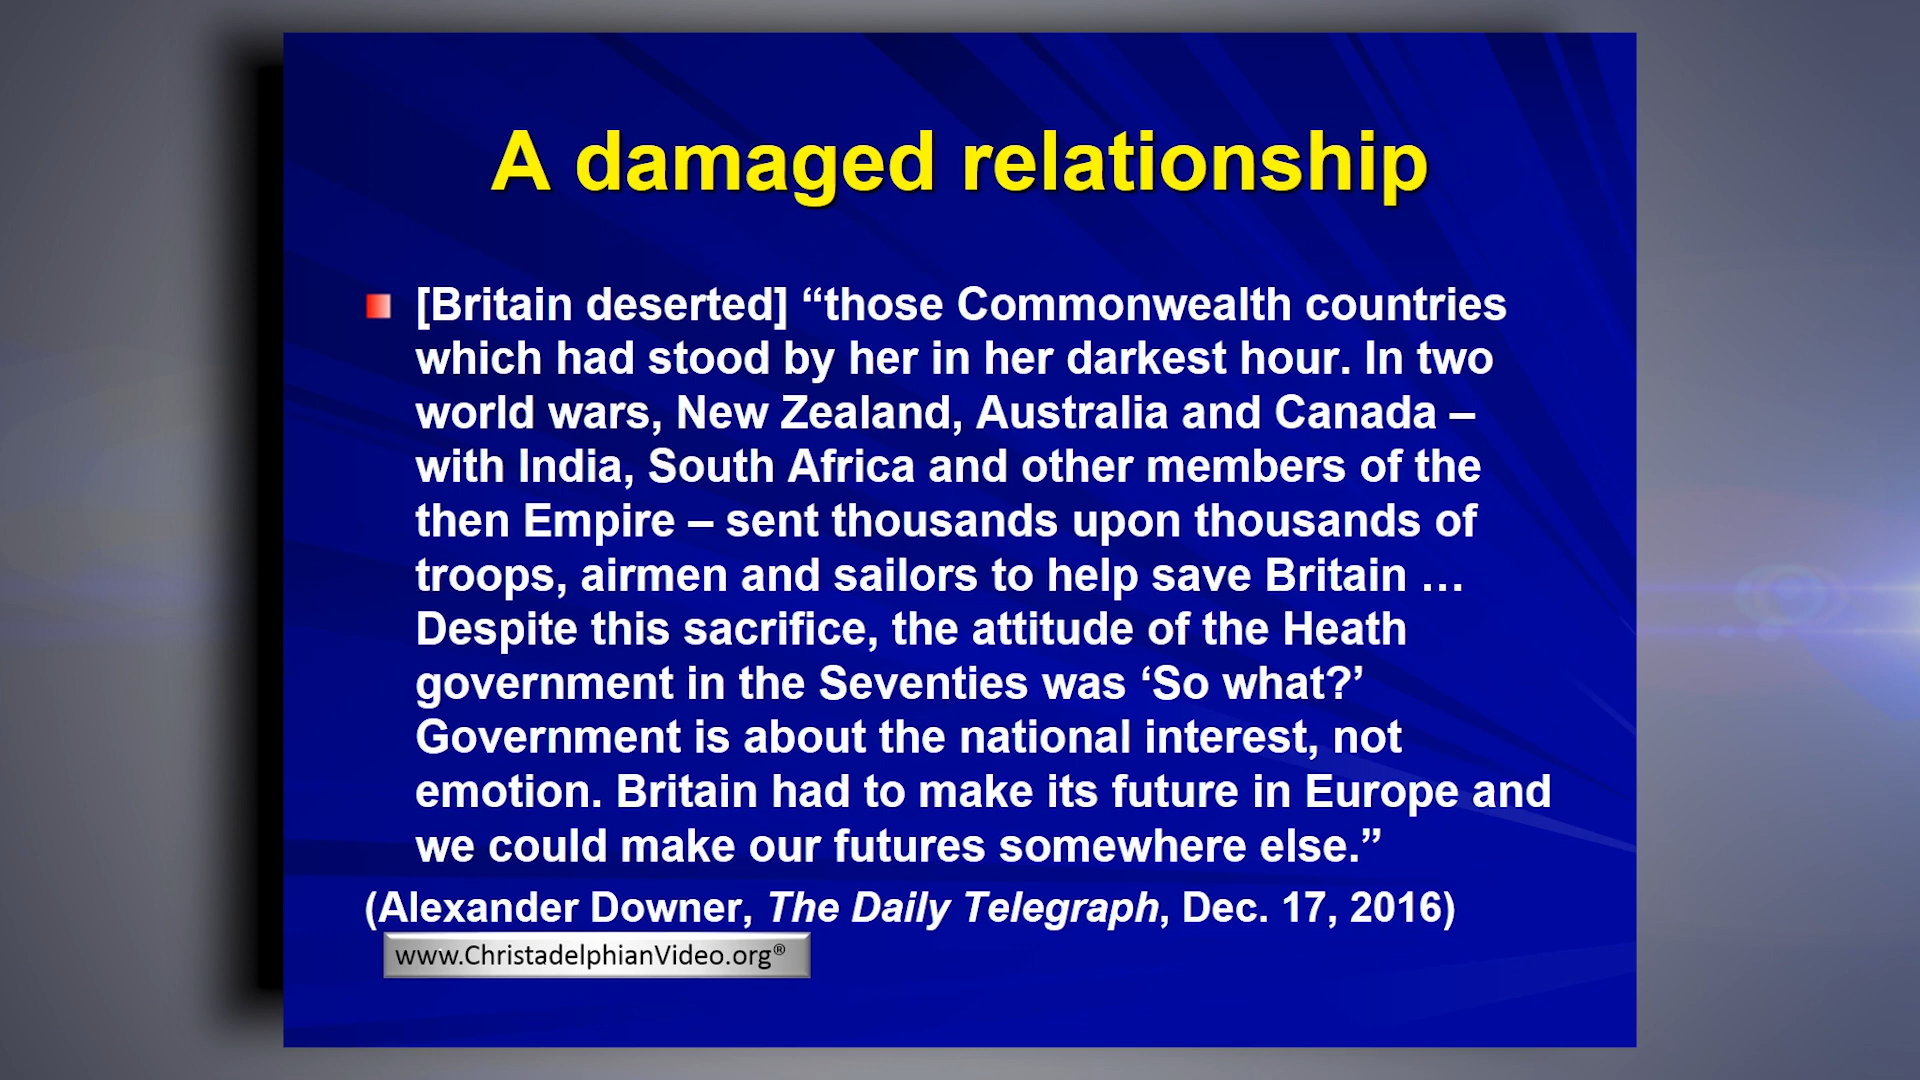 A damaged relationship
[Britain deserted] “those Commonwealth countries
which had stood by her in her darkest hour. In two
world wars, New Zealand, Australia and Canada –
with India, South Africa and other members of the
then Empire – sent thousands upon thousands of
troops, airmen and sailors to help save Britain …
Despite this sacrifice, the attitude of the Heath
government in the Seventies was ‘So what?’
Government is about the national interest, not
emotion. Britain had to make its future in Europe and
we could make our futures somewhere else.”
(Alexander Downer, The Daily Telegraph, Dec. 17, 2016)
www.ChristadelphianVideo.org®